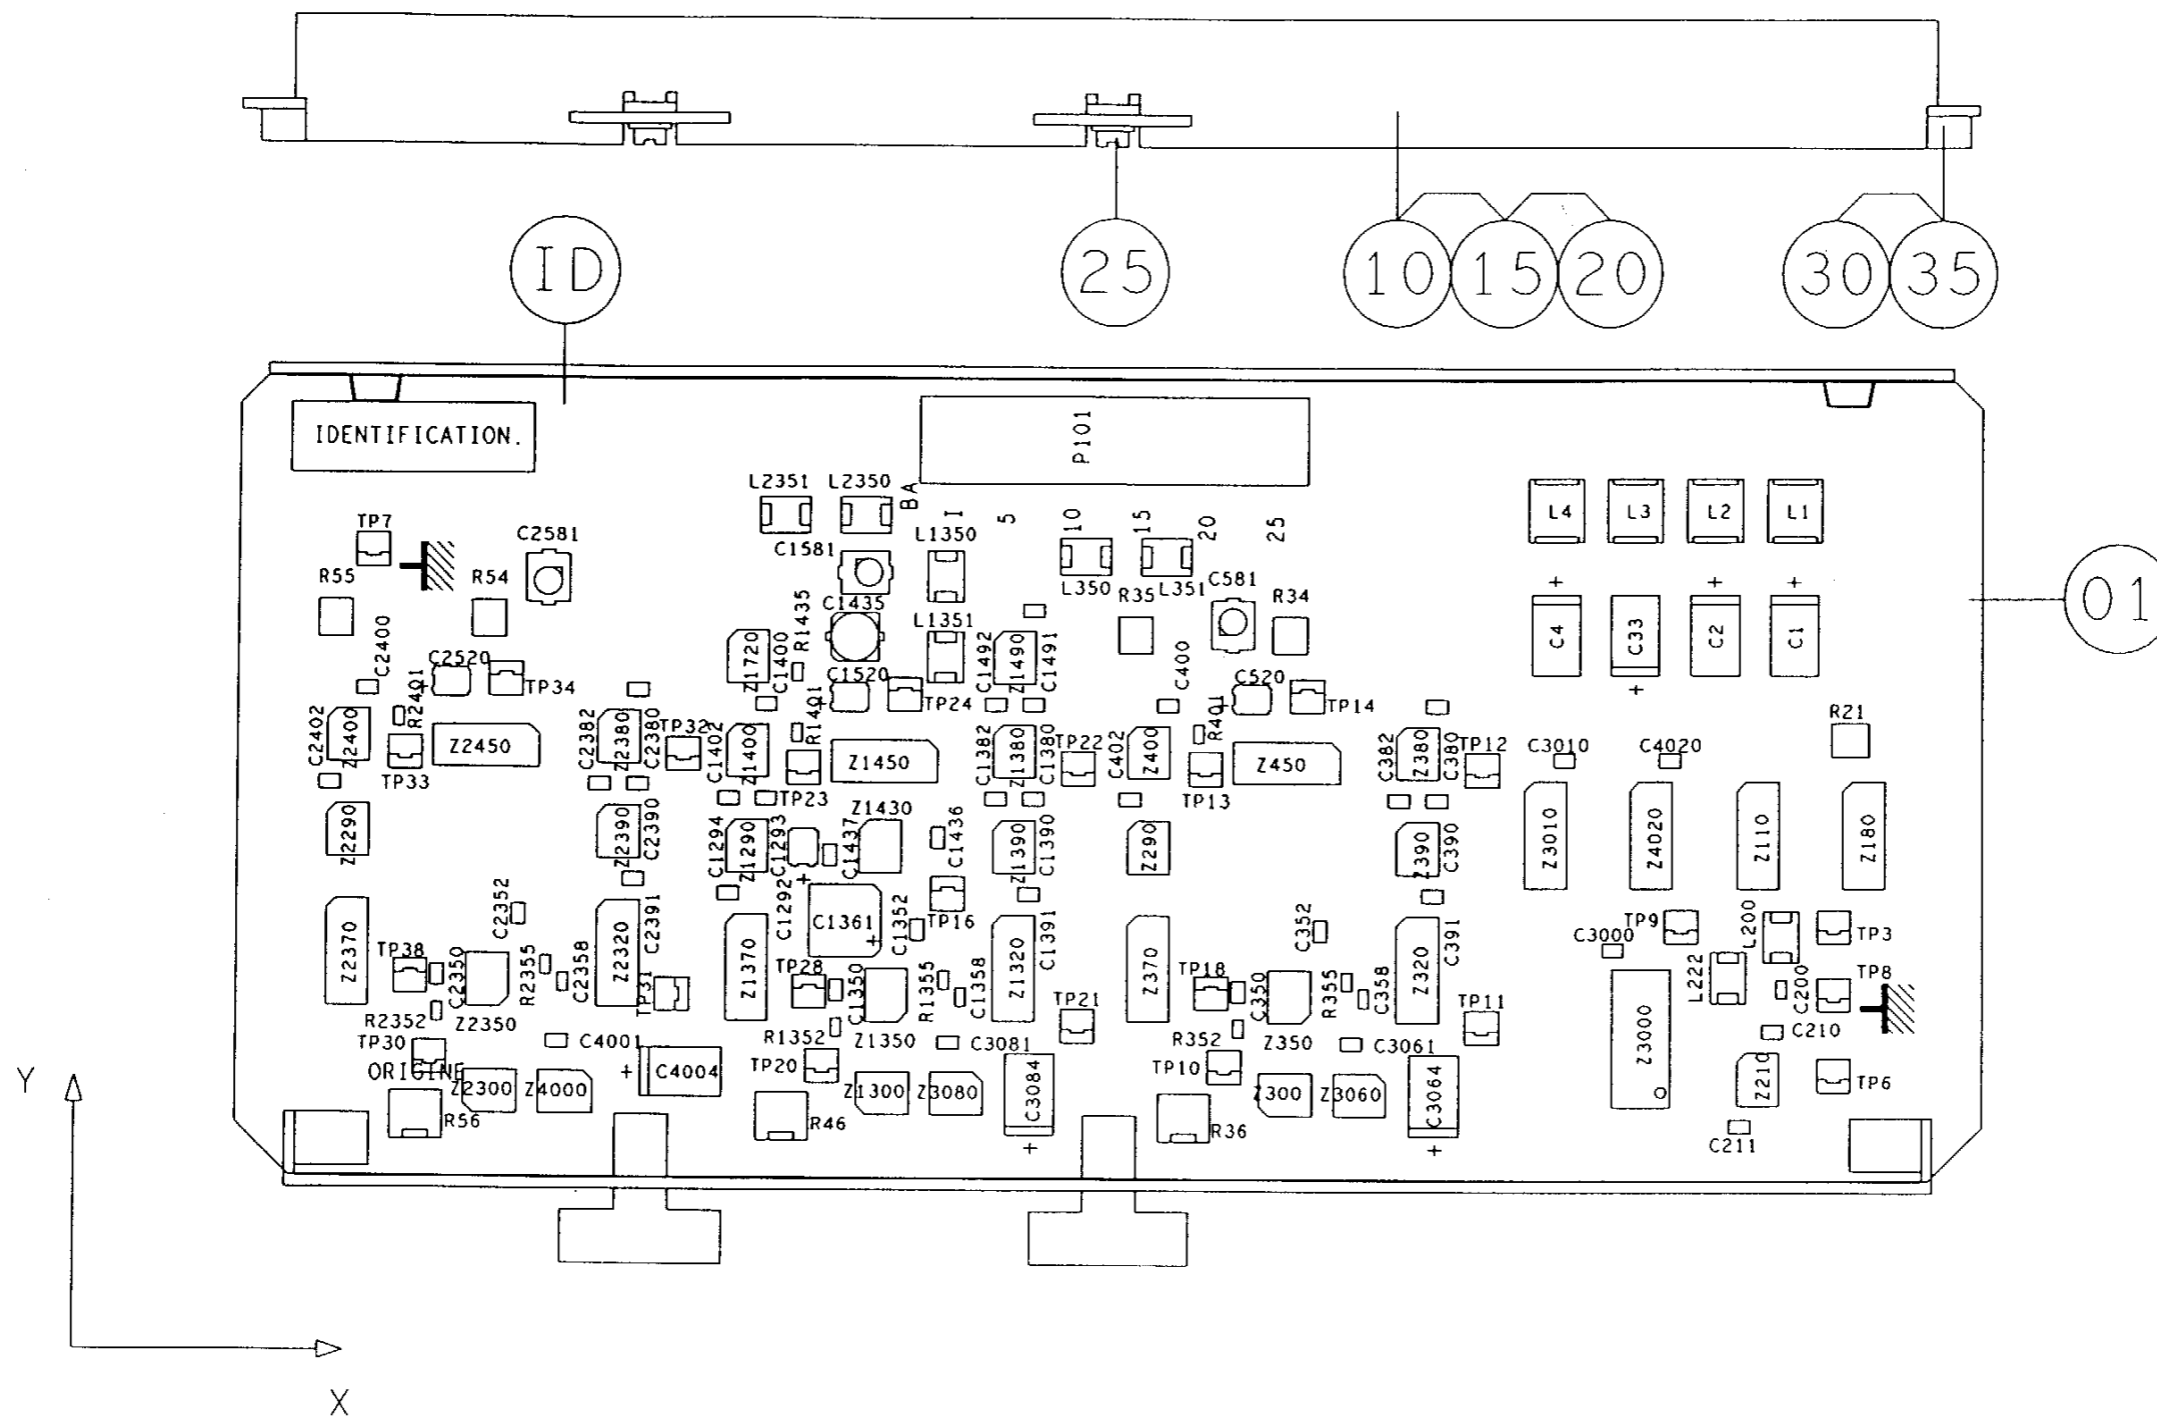 ID
25
10 15 20
30 35
IDENTIFICATION.
P101
L2351
L2350
BA
I
5
10
15
20
25
L4
L3
L2
L1
TP7
C2581
C1581
L1350
L350
L351
C581
R55
R54
R35
R34
01
C1435
R1435
L1351
+
+
+
C4
C33
C2
C1
+
C2400
C2520
TP34
Z1720
C1400
C1520
TP24
C1492
Z1490
C1491
C400
C520
TP14
R21
C2402
Z2400
R2401
+
TP33
Z2450
C2382
Z2380
C2380
TP32
C1402
Z1400
R1401
+
TP23
Z1450
C1382
Z1380
C1380
TP22
C402
Z400
R401
+
TP13
Z450
C382
Z380
C380
TP12
C3010
C4020
Z2290
Z2390
C2390
C1294
Z1290
C1293
+
C1437
Z1430
C1436
Z1390
C1390
Z290
Z390
C390
Z3010
Z4020
Z110
Z180
Z2370
TP38
C2350
C2352
Z2350
R2355
C2358
Z2320
C2391
TP31
Z1370
C1292
C1361
+
C1352
TP16
TP28
C1350
R1355
C1358
Z1320
C1391
TP21
Z370
TP18
C350
C352
R355
C358
Z320
C391
TP11
C3000
TP9
L200
TP3
L222
C200
TP8
R2352
TP30
ORIGINE
C4001
R1352
TP20
Z1350
C3081
R352
TP10
Z350
C3061
Z3000
C210
Z210
TP6
Z2300
Z4000
+
C4004
Z1300
Z3080
C3084
+
Z300
Z3060
C3064
+
R56
R46
R36
C211
Y
X